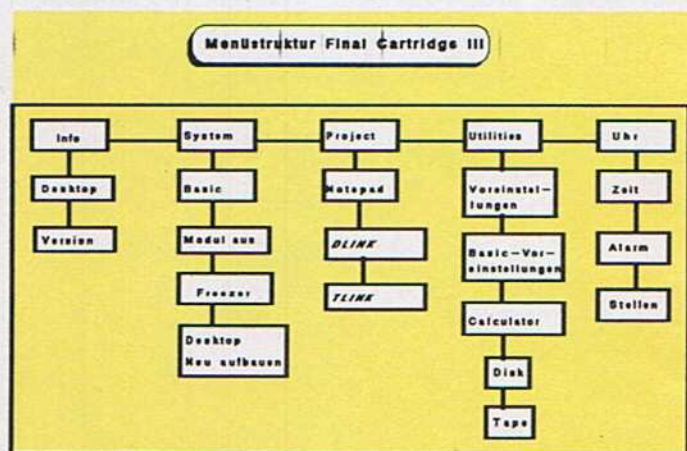 Menüstruktur Final Cartridge III
Info
System
Project
Utilities
Uhr
Desktop
Basic
Notepad
Voreinstel-
lungen
Zeit
Version
Modul aus
DLINK
Basic-Vor-
einstellungen
Alarm
Freezer
TLINK
Calculator
Stellen
Desktop
Neu aufbauen
Disk
Tape